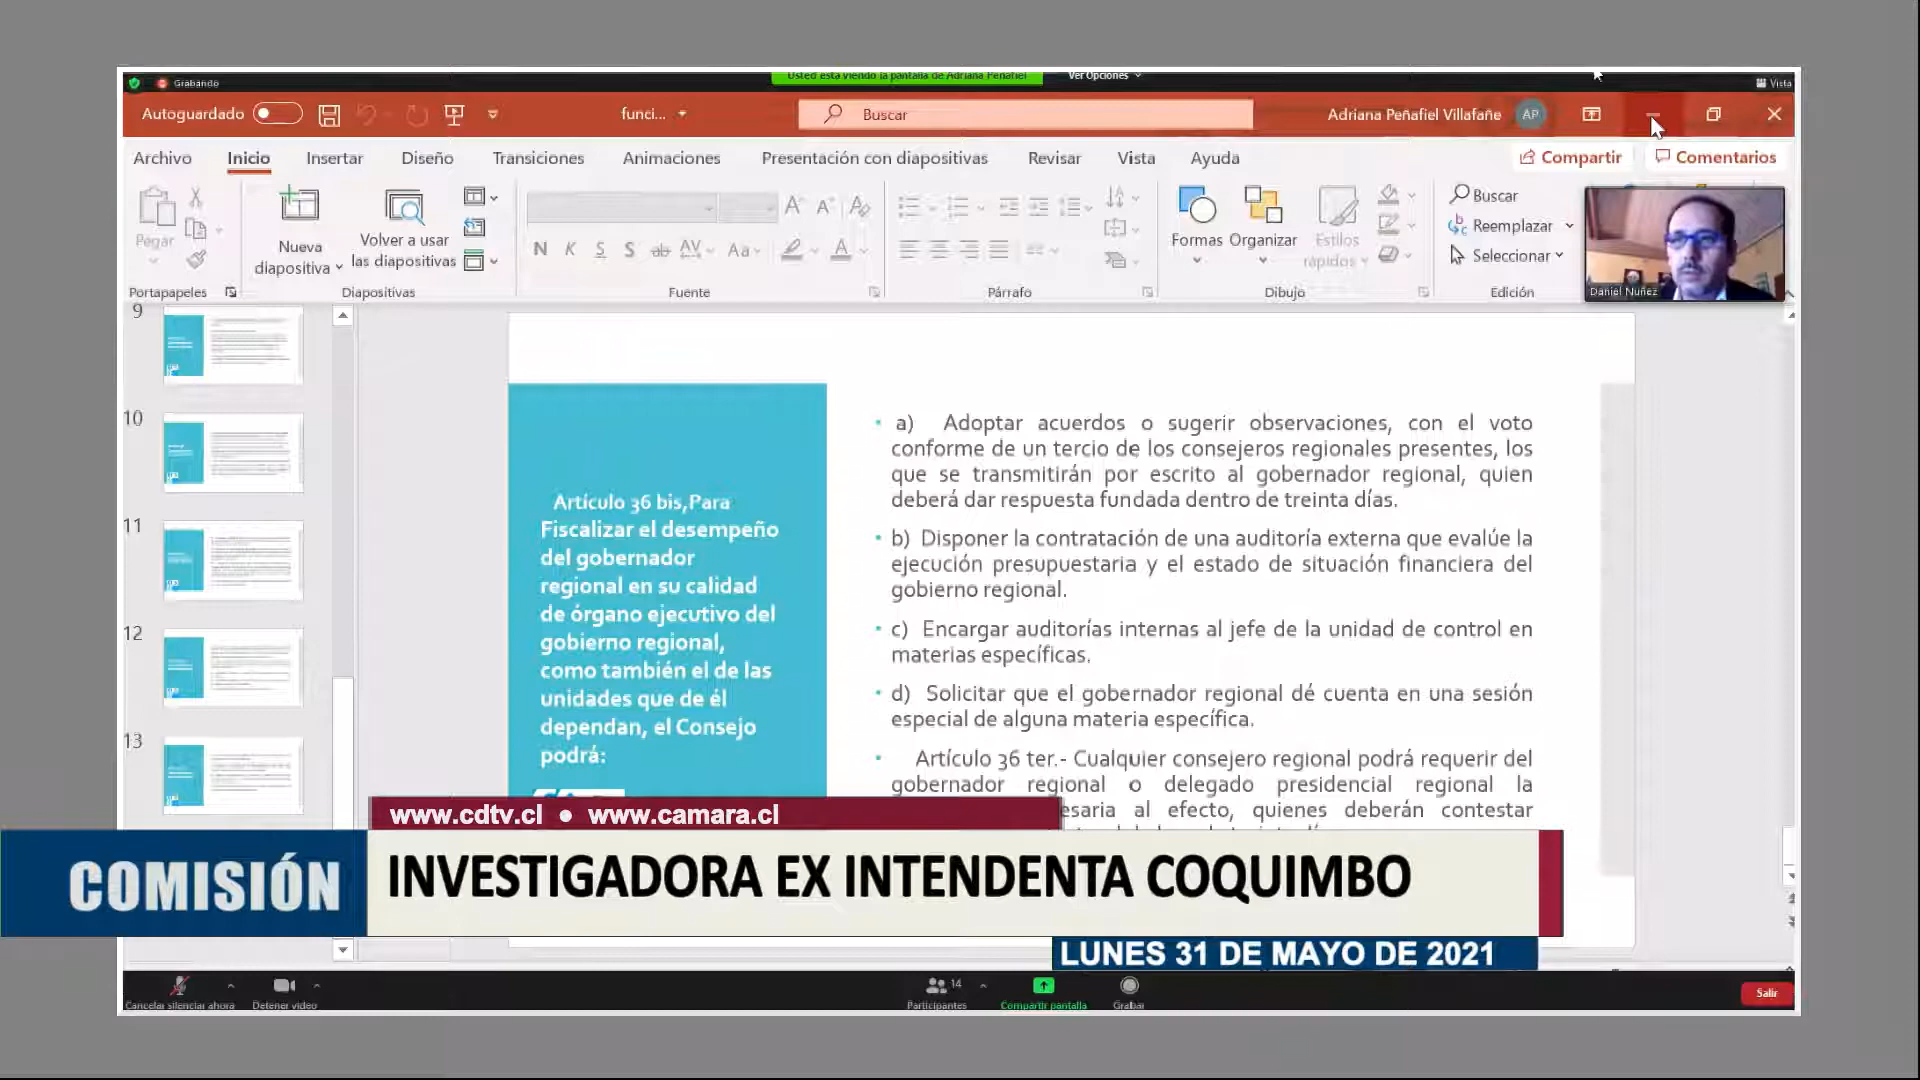 Grabando
Usted está viendo la pantalla de Adriana Peñafiel
Ver Opciones
Vista
Autoguardado
funci...
Buscar
Adriana Peñafiel Villafañe
AP
Archivo
Inicio
Insertar
Diseño
Transiciones
Animaciones
Presentación con diapositivas
Revisar
Vista
Ayuda
Compartir
Comentarios
Pegar
Nueva diapositiva
Volver a usar las diapositivas
N K S S ab AV Aa A
Formas
Organizar
Estilos rápidos
Buscar
Reemplazar
Seleccionar
Daniel Nuñez
Portapapeles
Diapositivas
Fuente
Párrafo
Dibujo
Edición
9
10
11
12
13
Artículo 36 bis,Para
Fiscalizar el desempeño
del gobernador
regional en su calidad
de órgano ejecutivo del
gobierno regional,
como también el de las
unidades que de él
dependan, el Consejo
podrá:
a) Adoptar acuerdos o sugerir observaciones, con el voto
conforme de un tercio de los consejeros regionales presentes, los
que se transmitirán por escrito al gobernador regional, quien
deberá dar respuesta fundada dentro de treinta días.
b) Disponer la contratación de una auditoría externa que evalúe la
ejecución presupuestaria y el estado de situación financiera del
gobierno regional.
c) Encargar auditorías internas al jefe de la unidad de control en
materias específicas.
d) Solicitar que el gobernador regional dé cuenta en una sesión
especial de alguna materia específica.
Artículo 36 ter.- Cualquier consejero regional podrá requerir del
gobernador regional o delegado presidencial regional la
esaria al efecto, quienes deberán contestar
www.cdtv.cl • www.camara.cl
COMISIÓN
INVESTIGADORA EX INTENDENTA COQUIMBO
LUNES 31 DE MAYO DE 2021
Cancelar silenciar ahora
Detener video
14
Participantes
Compartir pantalla
Grabar
Salir